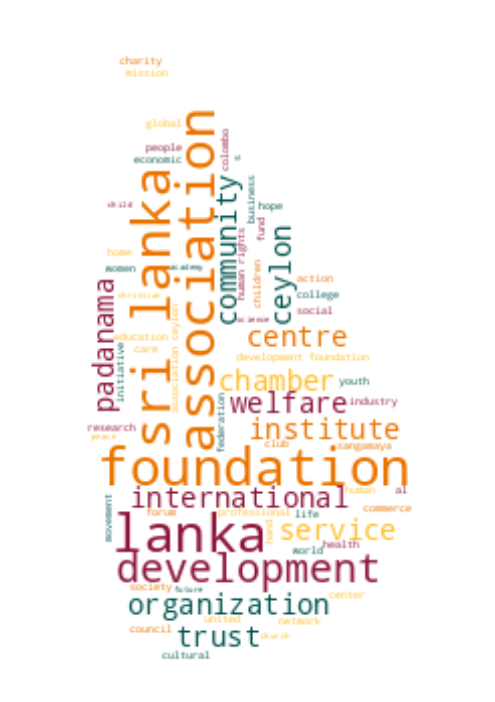 charity
mission
global
people
economic
colombo
s
child
sri lanka
association
community
business
hope
fund
human rights
ceylon
home
women
academy
children
action
college
christian
social
science
padanama
initiative
education
care
association ceylon
centre
development foundation
chamber
youth
welfare
industry
federation
research
peace
institute
club
sangamaya
foundation
international
human
al
movement
forum
professional
life
commerce
lanka
hand
service
world
health
development
society
future
center
organization
united
network
council
trust
church
cultural